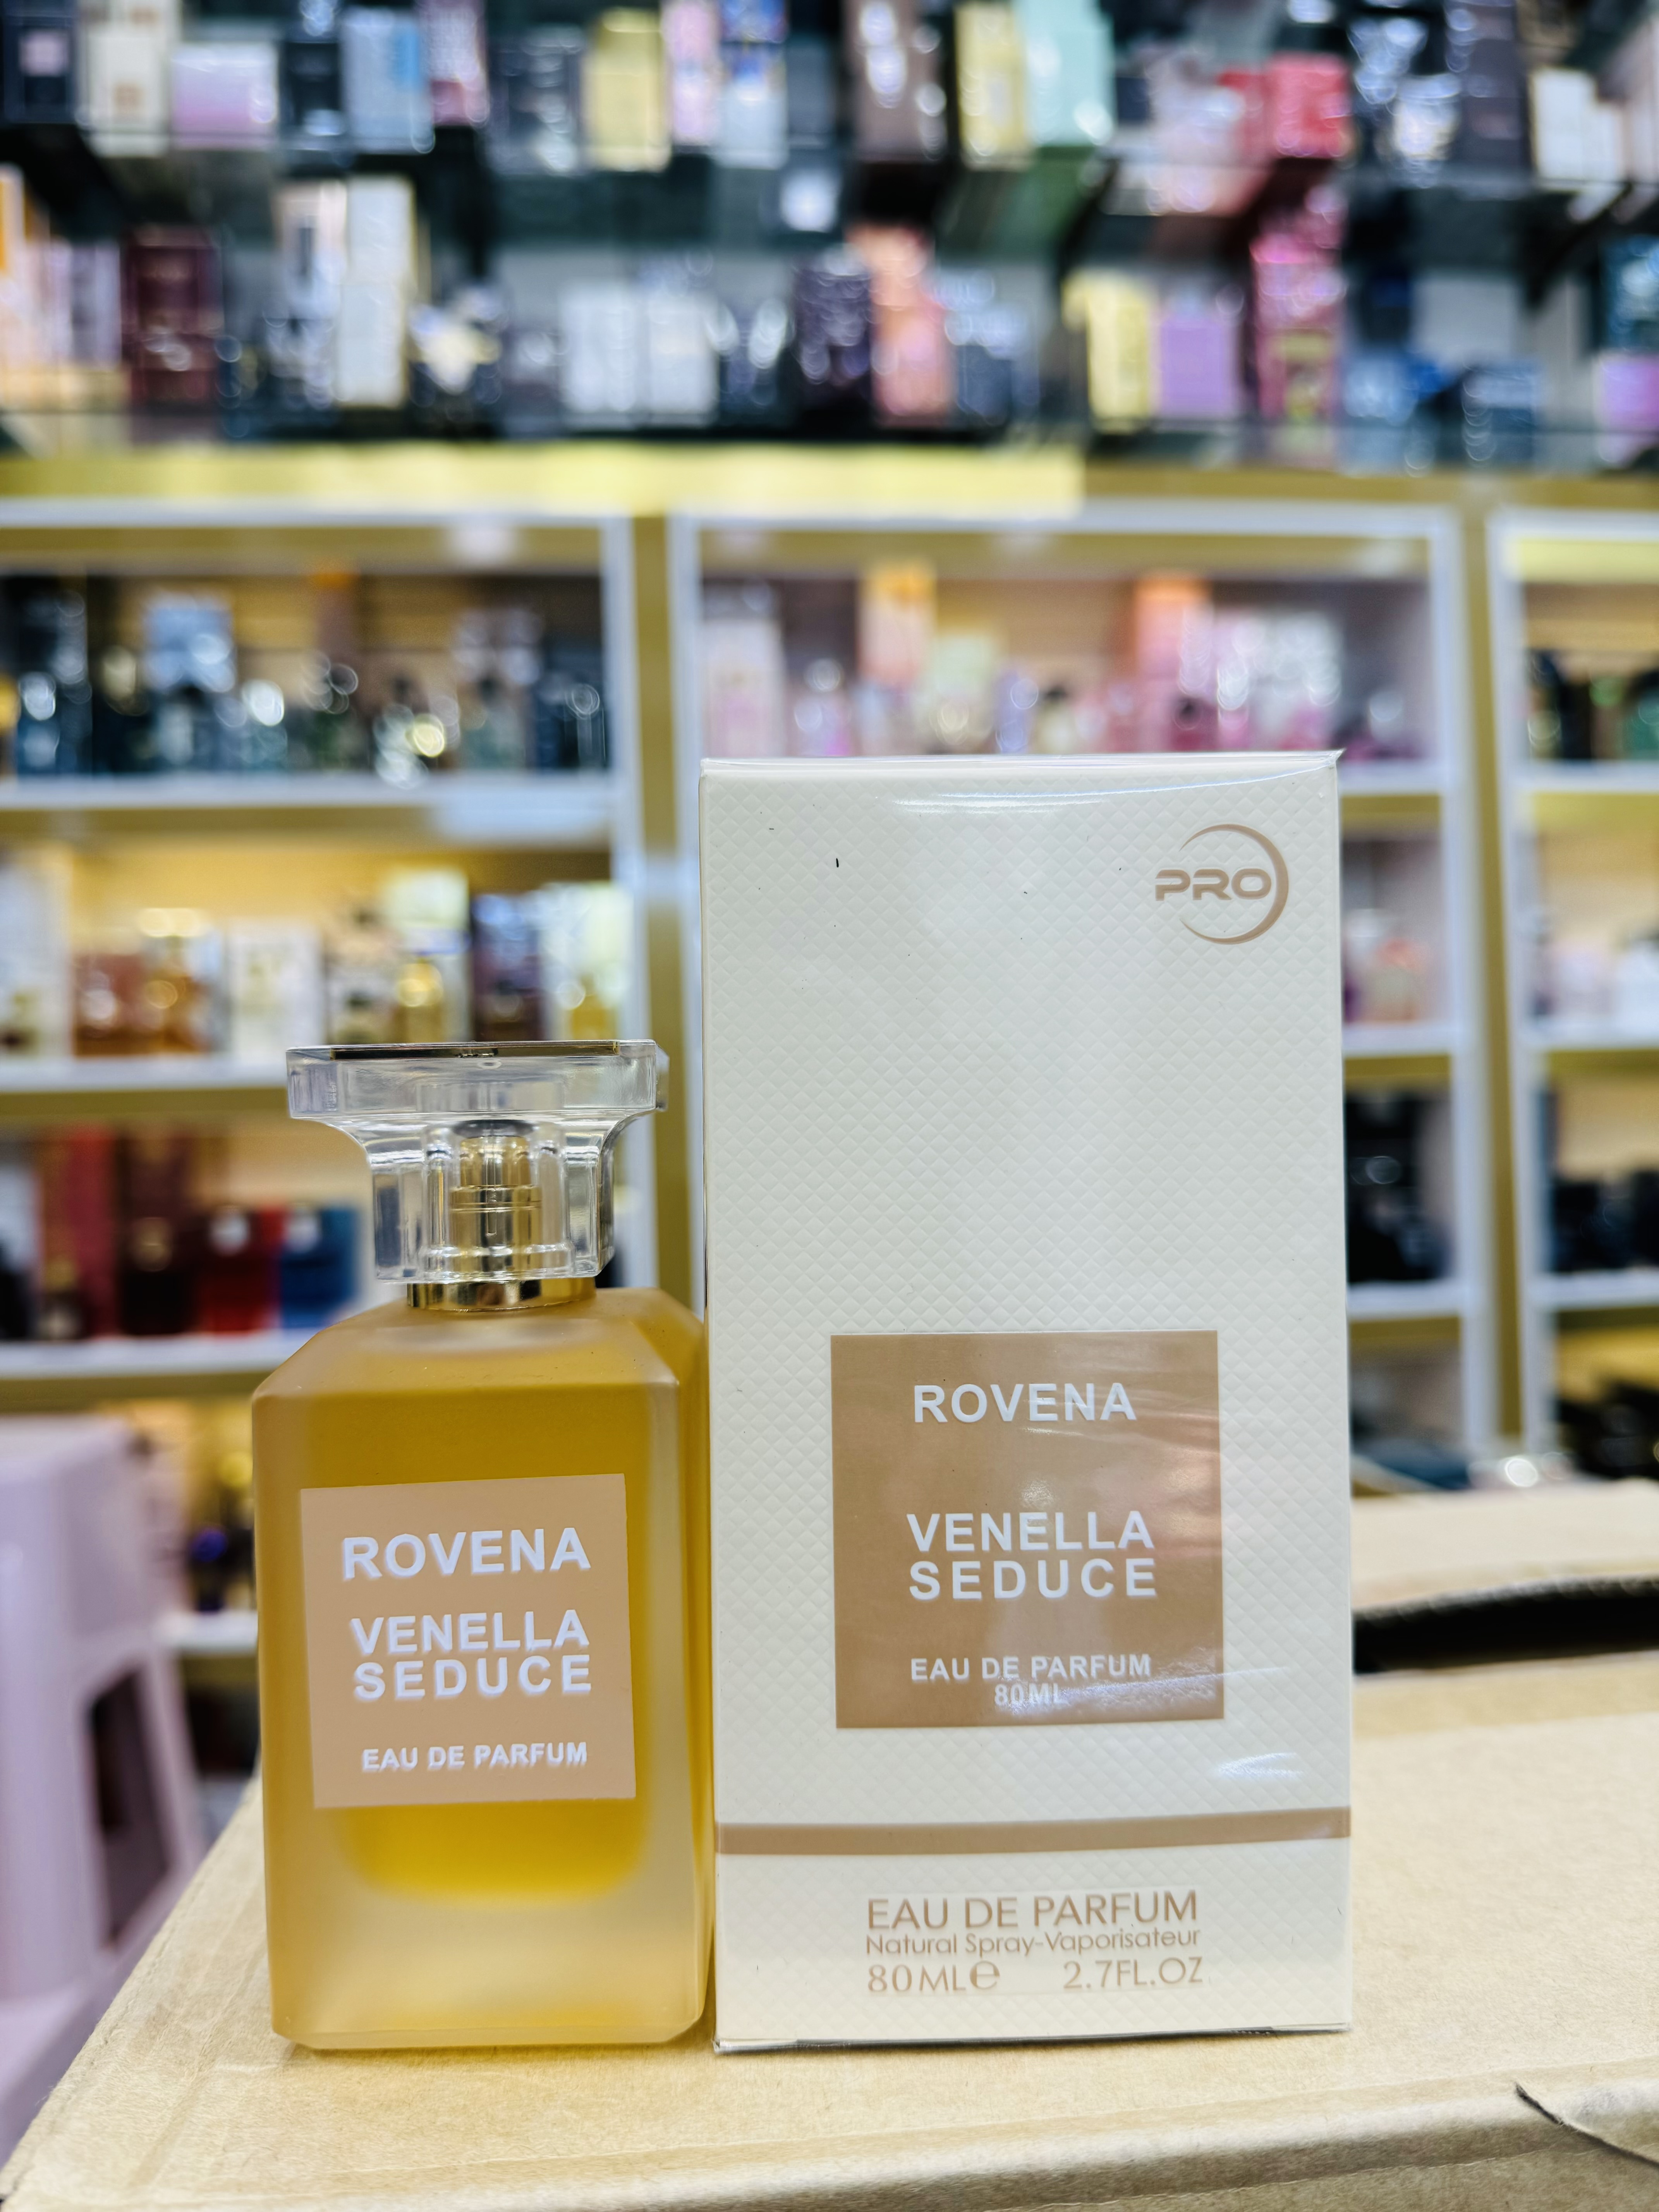 ROVENA
VENELLA
SEDUCE
EAU DE PARFUM
PRO
ROVENA
VENELLA
SEDUCE
EAU DE PARFUM
80ML
EAU DE PARFUM
Natural Spray-Vaporisateur
80MLe 2.7FL.OZ